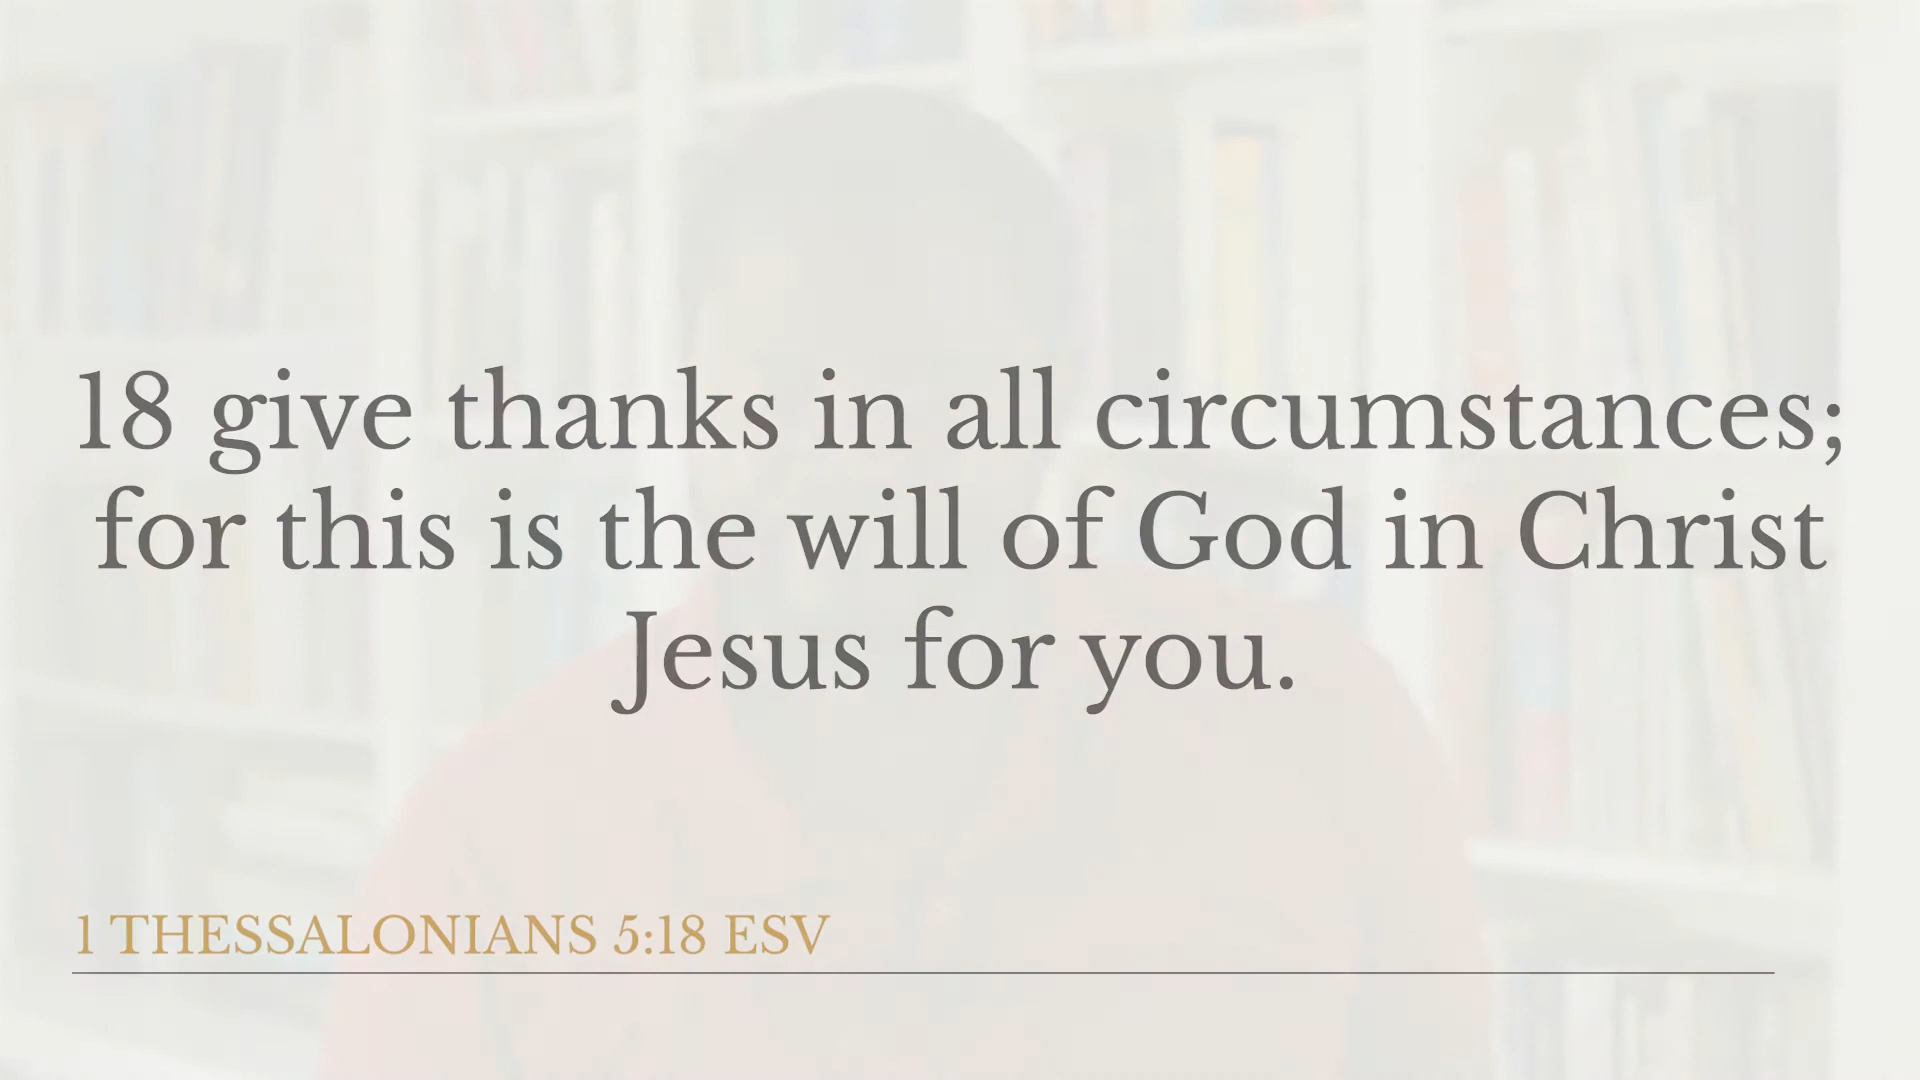 18 give thanks in all circumstances;
for this is the will of God in Christ
Jesus for you.
1 THESSALONIANS 5:18 ESV